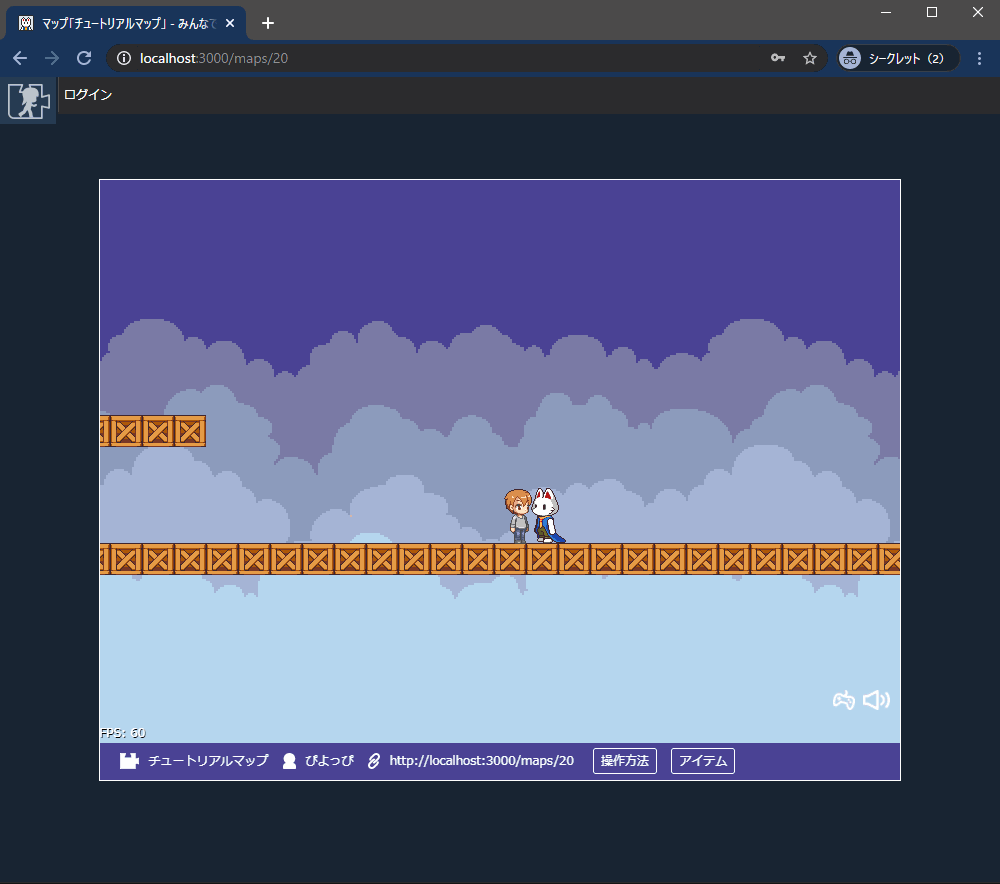 マップ「チュートリアルマップ」 - みんなで
localhost:3000/maps/20
シークレット (2)
ログイン
FPS: 60
チュートリアルマップ ぴよっぴ http://localhost:3000/maps/20 操作方法 アイテム